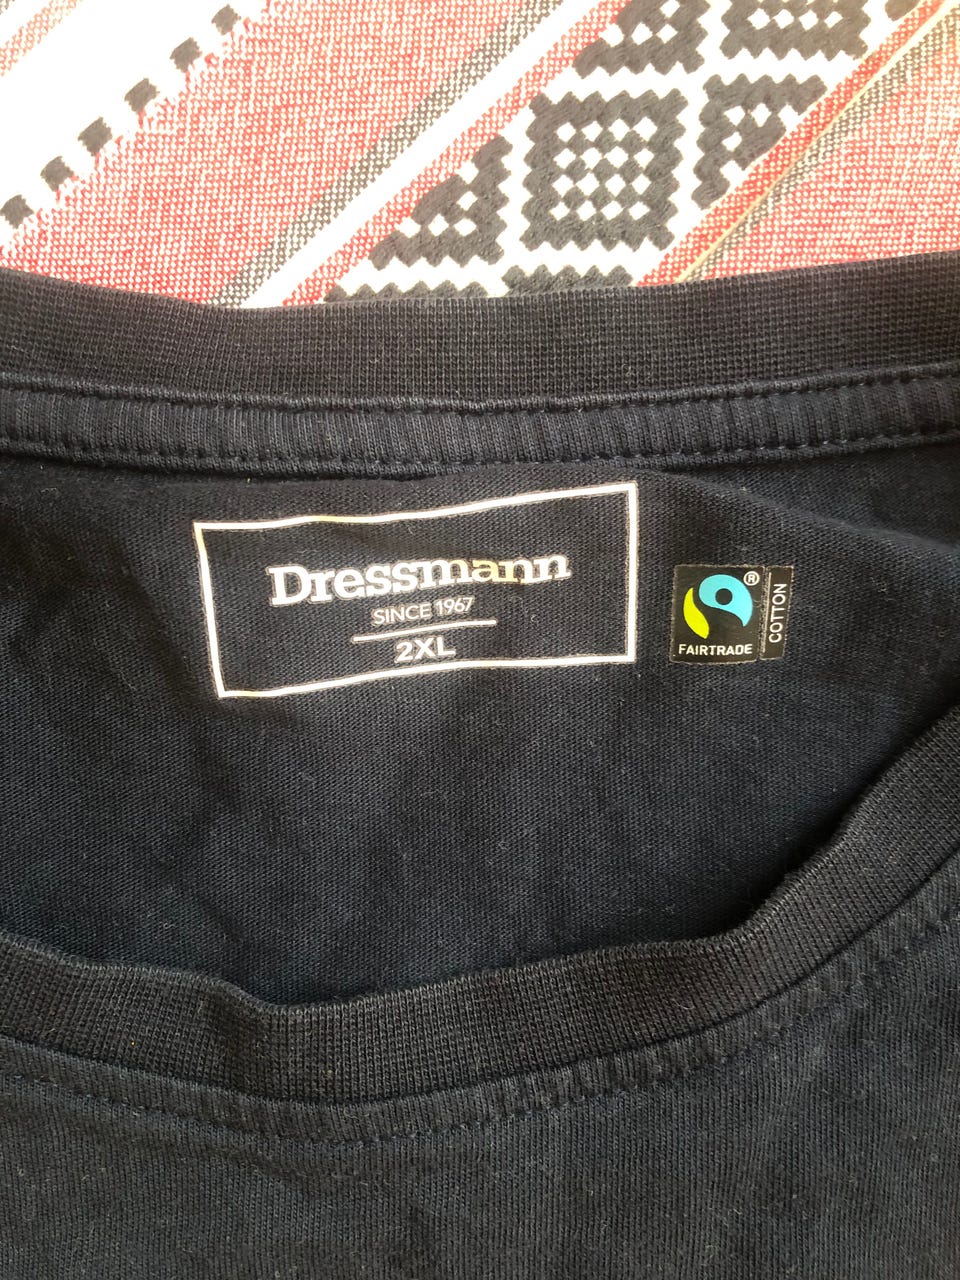 Dressmann
SINCE 1967
2XL
®
FAIRTRADE
COTTON